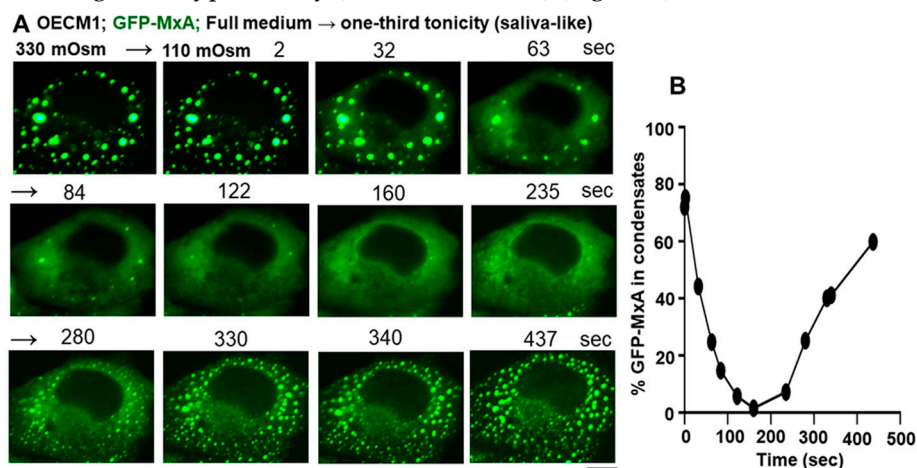 A OECM1; GFP-MxA; Full medium → one-third tonicity (saliva-like)
330 mOsm → 110 mOsm 2 32 63 sec
→ 84 122 160 235 sec
→ 280 330 340 437 sec
B
% GFP-MxA in condensates
100
80
60
40
20
0
0 100 200 300 400 500
Time (sec)